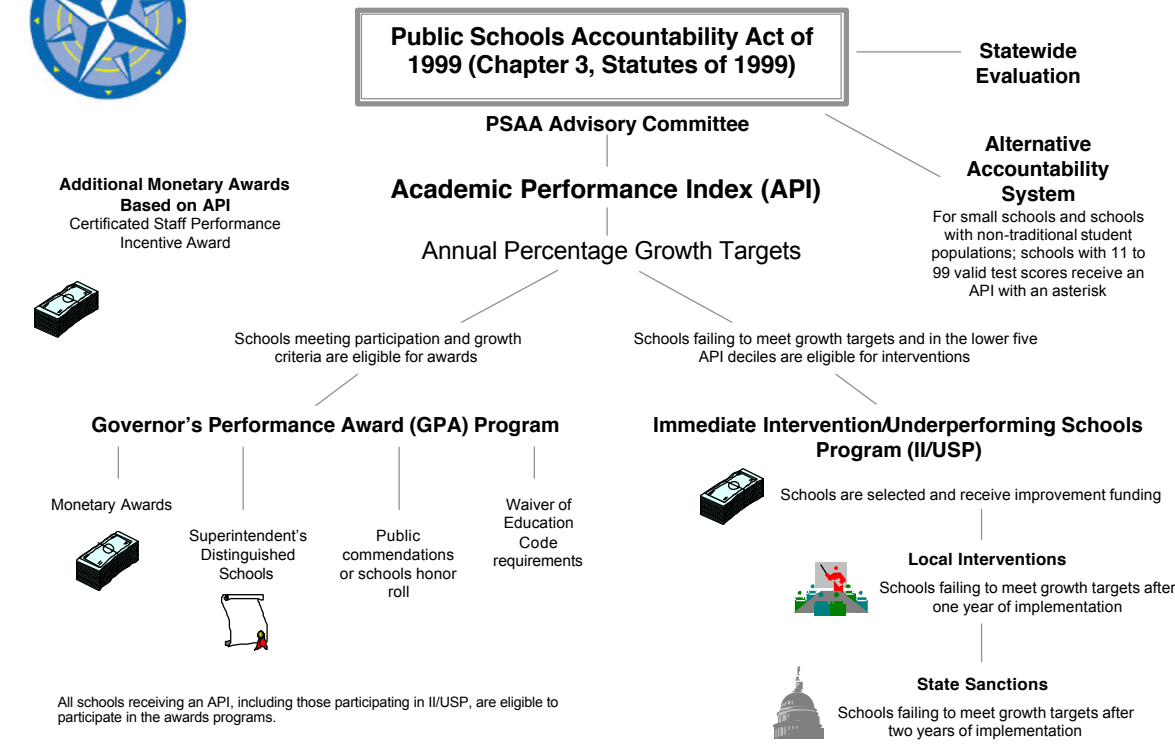 Public Schools Accountability Act of
1999 (Chapter 3, Statutes of 1999)
Statewide
Evaluation
PSAA Advisory Committee
Alternative
Accountability
System
For small schools and schools
with non-traditional student
populations; schools with 11 to
99 valid test scores receive an
API with an asterisk
Additional Monetary Awards
Based on API
Certificated Staff Performance
Incentive Award
Academic Performance Index (API)
Annual Percentage Growth Targets
Schools meeting participation and growth
criteria are eligible for awards
Schools failing to meet growth targets and in the lower five
API deciles are eligible for interventions
Governor's Performance Award (GPA) Program
Monetary Awards
Superintendent's
Distinguished
Schools
Public
commendations
or schools honor
roll
Waiver of
Education
Code
requirements
Immediate Intervention/Underperforming Schools
Program (II/USP)
Schools are selected and receive improvement funding
Local Interventions
Schools failing to meet growth targets after
one year of implementation
State Sanctions
Schools failing to meet growth targets after
two years of implementation
All schools receiving an API, including those participating in II/USP, are eligible to
participate in the awards programs.